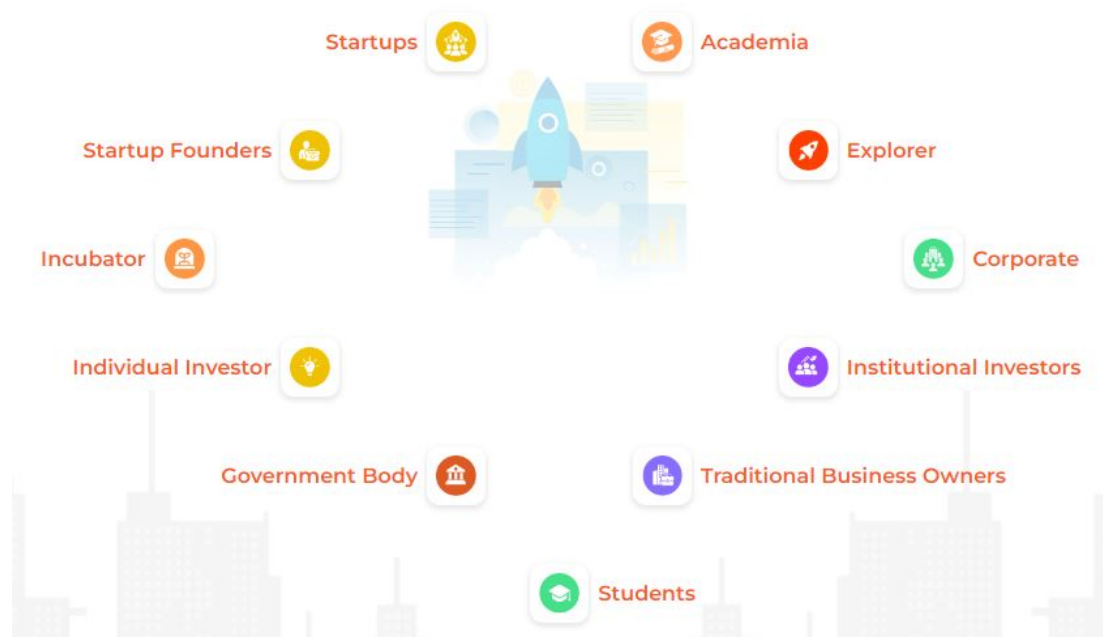 Startups
Academia
Startup Founders
Explorer
Incubator
Corporate
Individual Investor
Institutional Investors
Government Body
Traditional Business Owners
Students